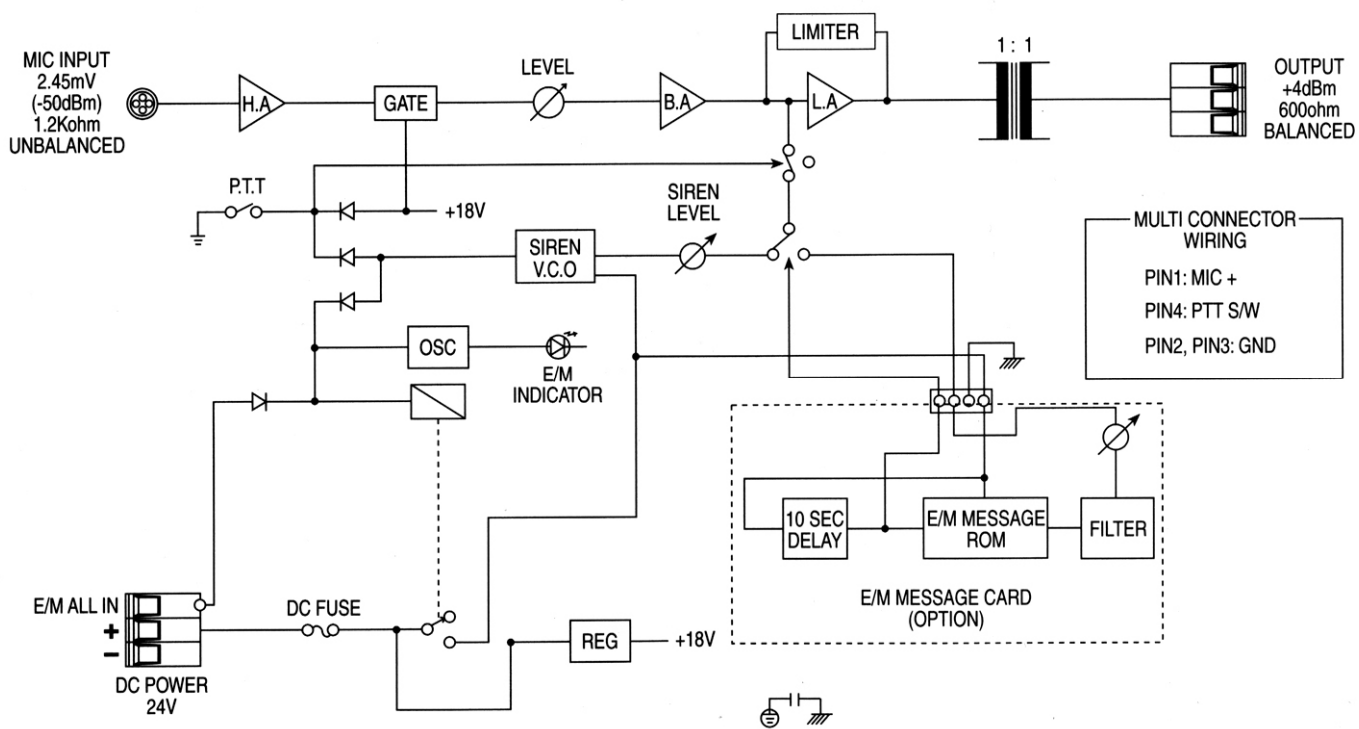 MIC INPUT
2.45mV
(-50dBm)
1.2Kohm
UNBALANCED
H.A
GATE
LEVEL
B.A
LIMITER
L.A
1 : 1
OUTPUT
+4dBm
600ohm
BALANCED
P.T.T
+18V
SIREN
V.C.O
SIREN
LEVEL
MULTI CONNECTOR
WIRING
PIN1: MIC +
PIN4: PTT S/W
PIN2, PIN3: GND
OSC
E/M
INDICATOR
10 SEC
DELAY
E/M MESSAGE
ROM
FILTER
E/M MESSAGE CARD
(OPTION)
E/M ALL IN
+
−
DC POWER
24V
DC FUSE
REG
+18V